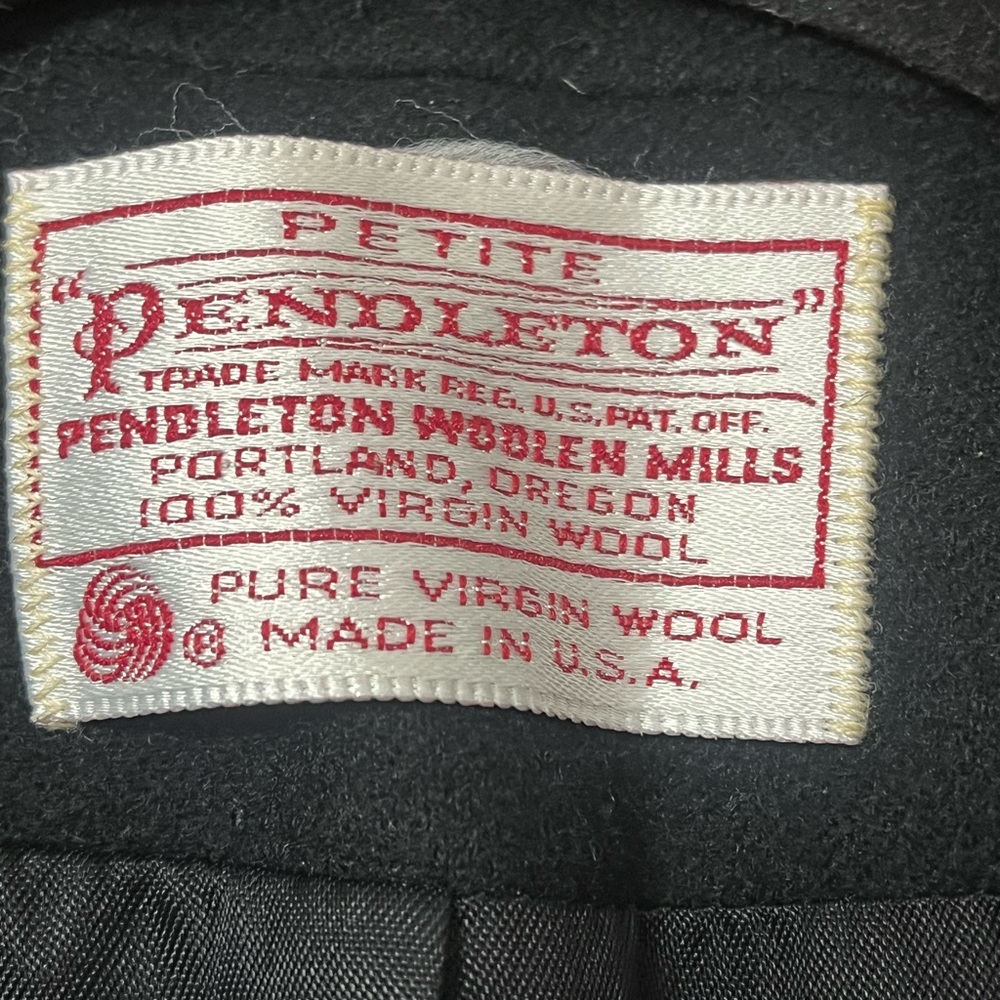 PETITE
"PENDLETON"
TRADE MARK REG. U.S. PAT. OFF.
PENDLETON WOOLEN MILLS
PORTLAND, OREGON
100% VIRGIN WOOL
PURE VIRGIN WOOL
® MADE IN U.S.A.